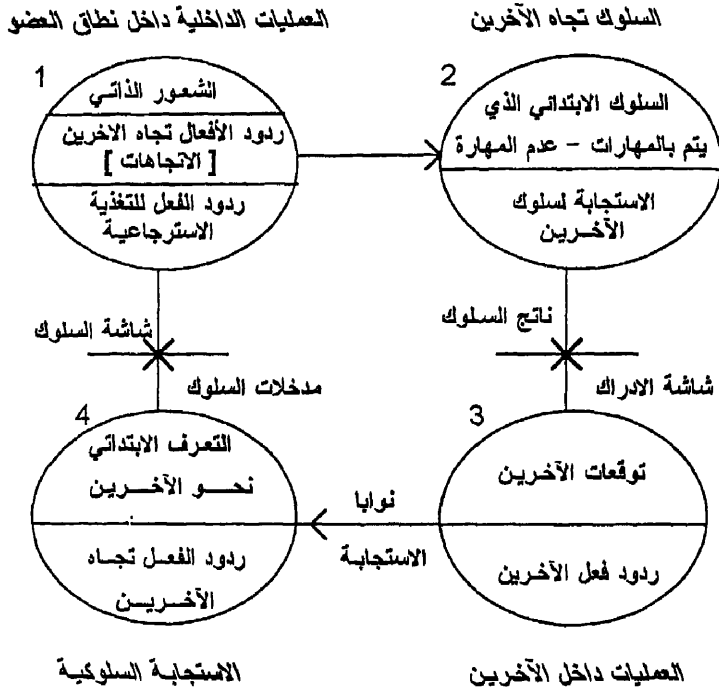 العمليات الداخلية داخل نطاق العضو
السلوك تجاه الآخرين
1
الشعور الذاتي
ردود الأفعال تجاه الاخرين
[ الاتجاهات ]
ردود الفعل للتغذية
الاسترجاعية
2
السلوك الابتدائي الذي
يتم بالمهارات - عدم المهارة
الاستجابة لسلوك
الآخرين
شاشة السلوك
مدخلات السلوك
ناتج السلوك
شاشة الادراك
3
توقعات الآخرين
ردود فعل الآخرين
نوايا
الاستجابة
4
التعرف الابتدائي
نحو الآخرين
ردود الفعل تجاه
الآخرين
العمليات داخل الآخرين
الاستجابة السلوكية